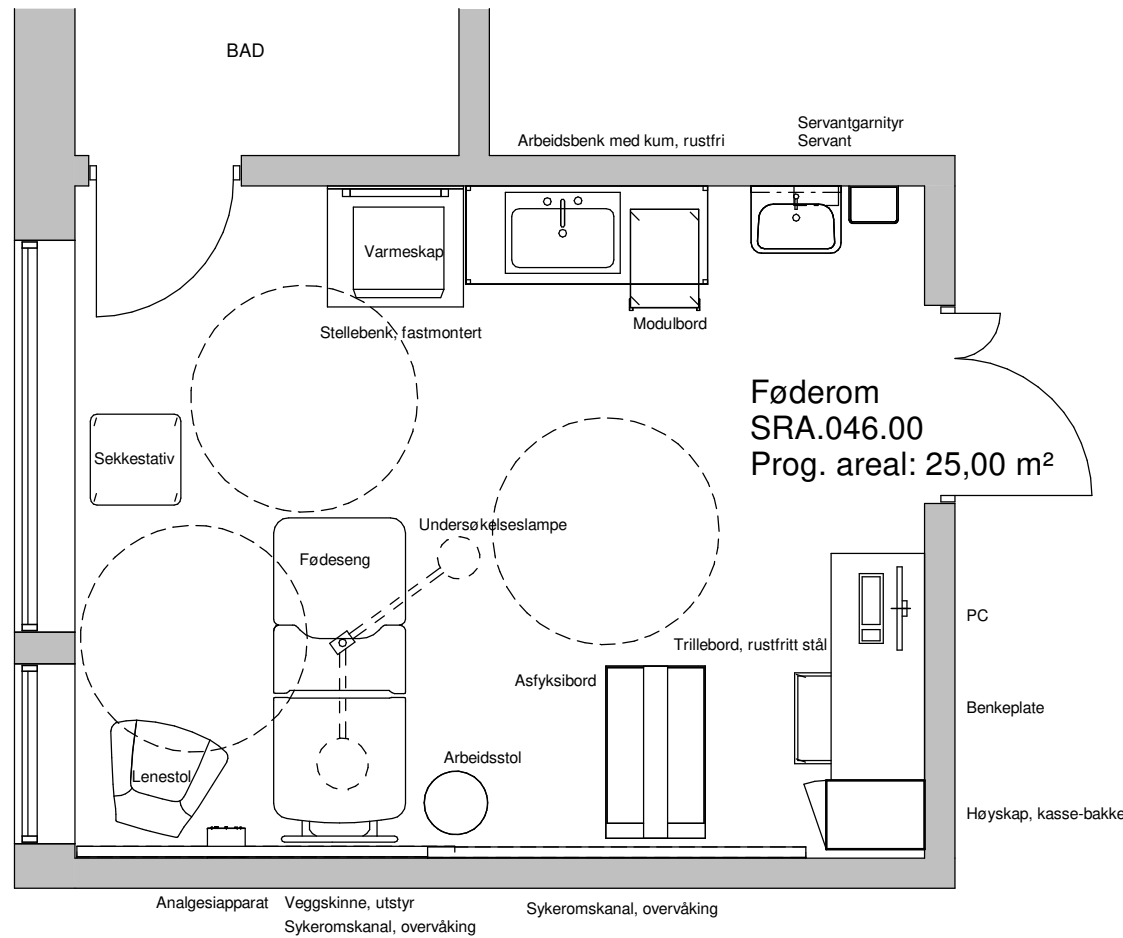 BAD
Servantgarnityr
Servant
Arbeidsbenk med kum, rustfri
Varmeskap
Stellebenk, fastmontert
Modulbord
Føderom
SRA.046.00
Prog. areal: 25,00 m²
Sekkestativ
Undersøkelseslampe
Fødeseng
PC
Trillebord, rustfritt stål
Asfyksibord
Benkeplate
Arbeidsstol
Lenestol
Høyskap, kasse-bakke
Analgesiapparat
Veggskinne, utstyr
Sykeromskanal, overvåking
Sykeromskanal, overvåking